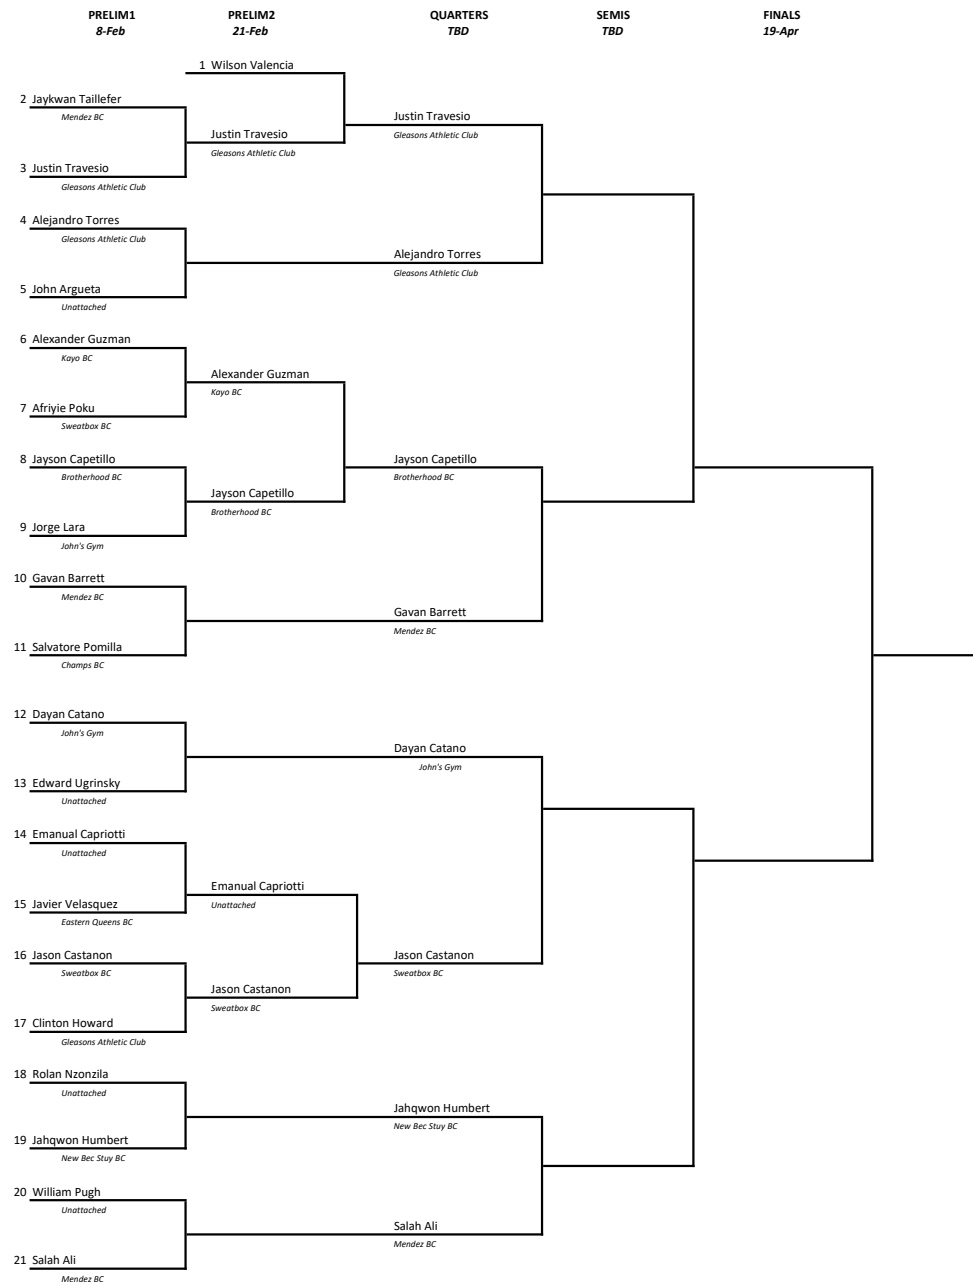 PRELIM1 PRELIM2 QUARTERS SEMIS FINALS
8-Feb 21-Feb TBD TBD 19-Apr
1 Wilson Valencia
2 Jaykwan Taillefer
Mendez BC
Justin Travesio
Gleasons Athletic Club
Justin Travesio
Gleasons Athletic Club
3 Justin Travesio
Gleasons Athletic Club
4 Alejandro Torres
Gleasons Athletic Club
Alejandro Torres
Gleasons Athletic Club
5 John Argueta
Unattached
6 Alexander Guzman
Kayo BC
Alexander Guzman
Kayo BC
7 Afriyie Poku
Sweatbox BC
8 Jayson Capetillo
Brotherhood BC
Jayson Capetillo
Brotherhood BC
Jayson Capetillo
Brotherhood BC
9 Jorge Lara
John's Gym
10 Gavan Barrett
Mendez BC
Gavan Barrett
Mendez BC
11 Salvatore Pomilla
Champs BC
12 Dayan Catano
John's Gym
Dayan Catano
John's Gym
13 Edward Ugrinsky
Unattached
14 Emanual Capriotti
Unattached
Emanual Capriotti
Unattached
15 Javier Velasquez
Eastern Queens BC
16 Jason Castanon
Sweatbox BC
Jason Castanon
Sweatbox BC
Jason Castanon
Sweatbox BC
17 Clinton Howard
Gleasons Athletic Club
18 Rolan Nzonzila
Unattached
Jahqwon Humbert
New Bec Stuy BC
19 Jahqwon Humbert
New Bec Stuy BC
20 William Pugh
Unattached
Salah Ali
Mendez BC
21 Salah Ali
Mendez BC